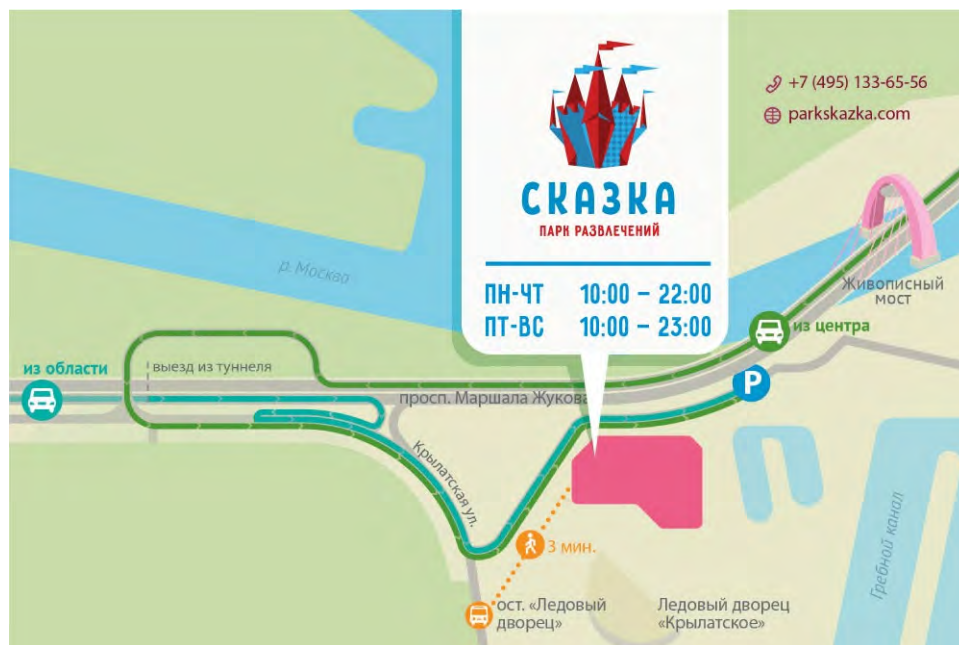 +7 (495) 133-65-56
parkskazka.com
СКАЗКА
ПАРК РАЗВЛЕЧЕНИЙ
ПН-ЧТ 10:00 – 22:00
ПТ-ВС 10:00 – 23:00
р. Москва
Живописный
мост
из центра
из области
выезд из туннеля
P
просп. Маршала Жукова
Крылатская ул.
3 мин.
Гребной канал
ост. «Ледовый
дворец»
Ледовый дворец
«Крылатское»